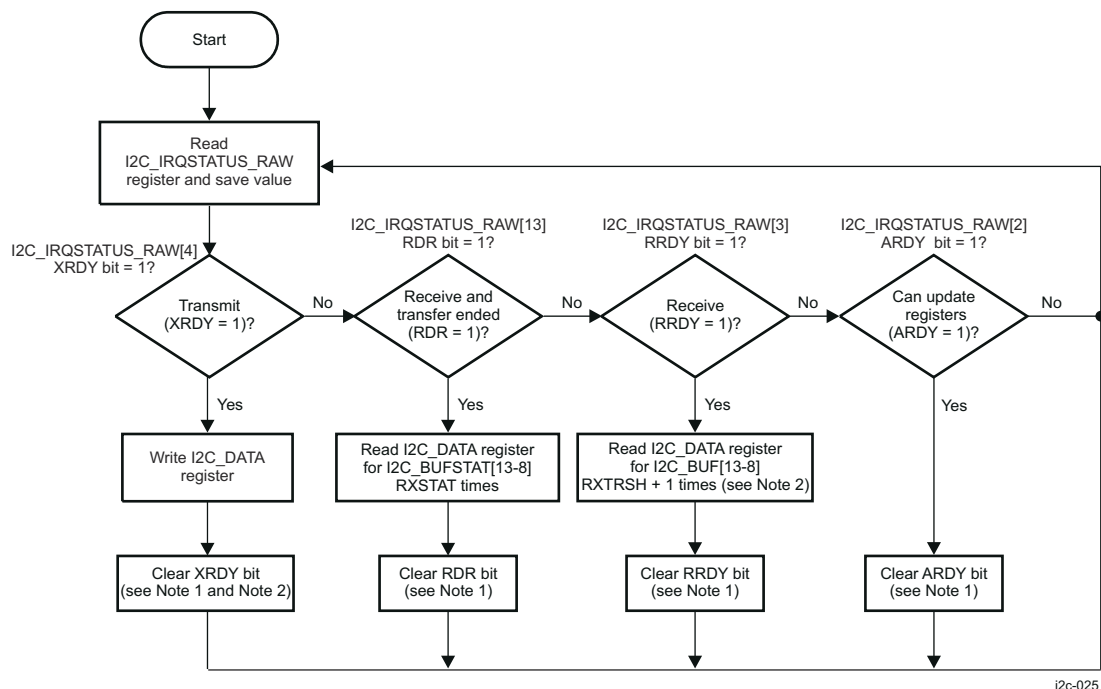 Start
Read
I2C_IRQSTATUS_RAW
register and save value
I2C_IRQSTATUS_RAW[4]
XRDY bit = 1?
I2C_IRQSTATUS_RAW[13]
RDR bit = 1?
I2C_IRQSTATUS_RAW[3]
RRDY bit = 1?
I2C_IRQSTATUS_RAW[2]
ARDY bit = 1?
Transmit
(XRDY = 1)?
No
Receive and
transfer ended
(RDR = 1)?
No
Receive
(RRDY = 1)?
No
Can update
registers
(ARDY = 1)?
No
Yes
Yes
Yes
Yes
Write I2C_DATA
register
Read I2C_DATA register
for I2C_BUFSTAT[13-8]
RXSTAT times
Read I2C_DATA register
for I2C_BUF[13-8]
RXTRSH + 1 times (see Note 2)
Clear XRDY bit
(see Note 1 and Note 2)
Clear RDR bit
(see Note 1)
Clear RRDY bit
(see Note 1)
Clear ARDY bit
(see Note 1)
i2c-025